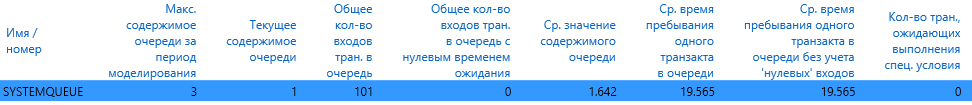 Имя /
номер
Макс.
содержимое
очереди за
период
моделирования
Текущее
содержимое
очереди
Общее
кол-во
входов
тран. в
очередь
Общее кол-во
входов тран.
в очередь с
нулевым временем
ожидания
Ср. значение
содержимого
очереди
Ср. время
пребывания
одного
транзакта
в очереди
Ср. время
пребывания одного
транзакта в
очереди без учета
'нулевых' входов
Кол-во тран.,
ожидающих
выполнения
спец. условия
SYSTEMQUEUE 3 1 101 0 1.642 19.565 19.565 0